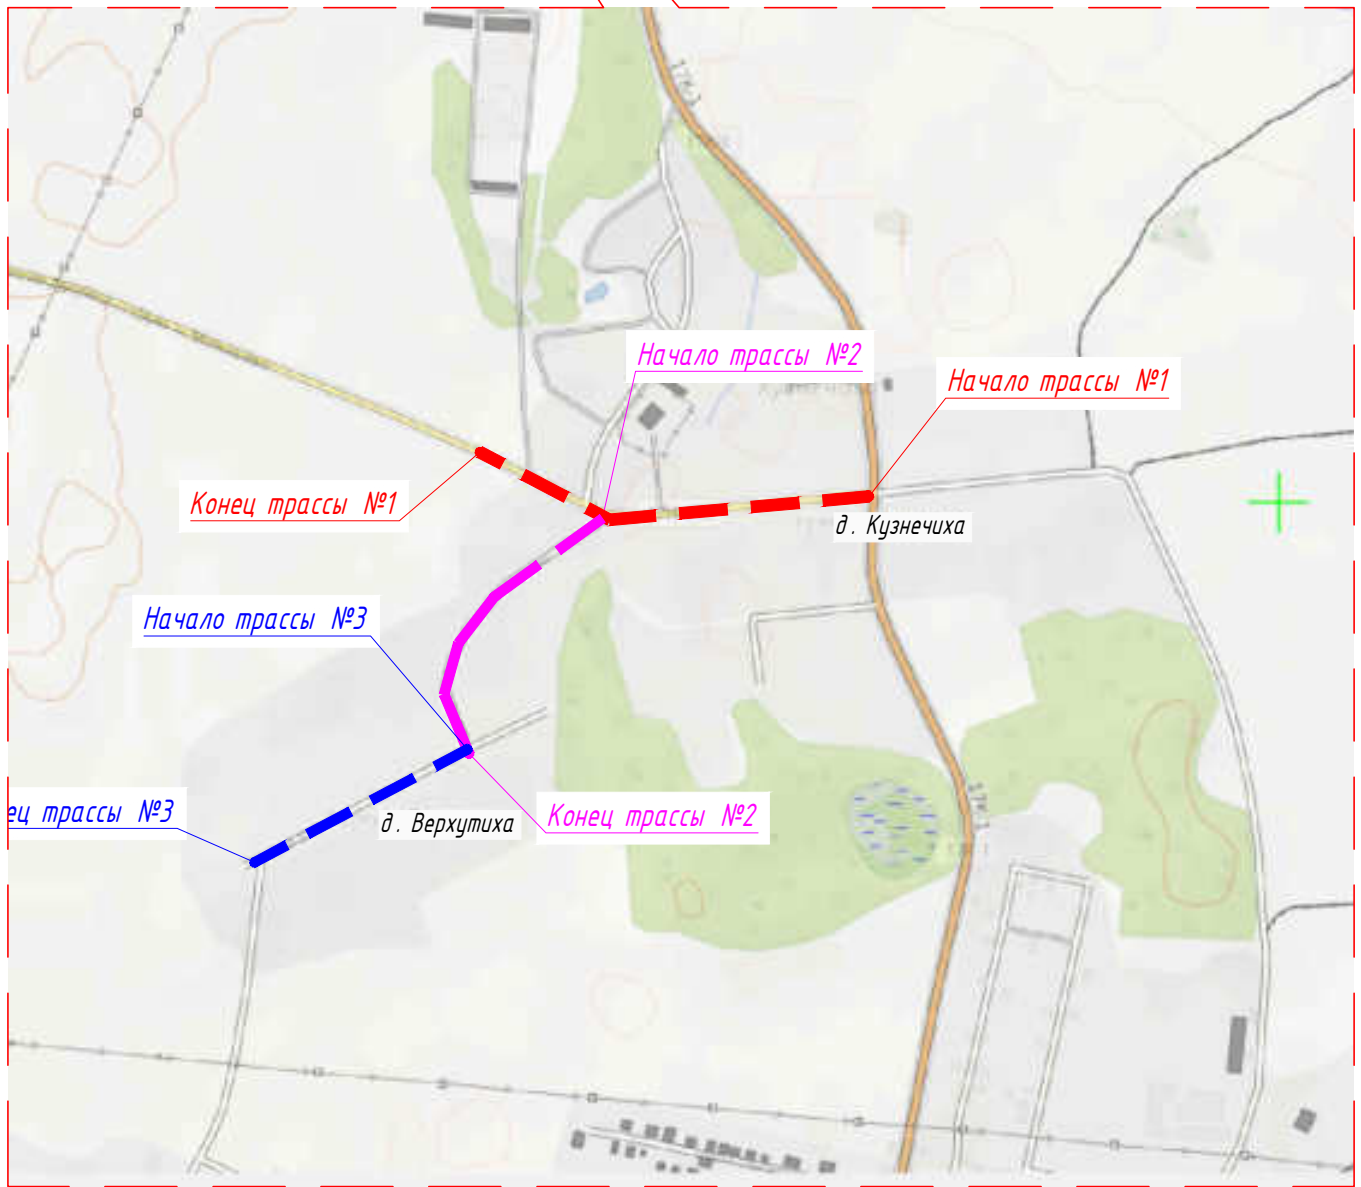 Начало трассы №2
Начало трассы №1
Конец трассы №1
д. Кузнечиха
Начало трассы №3
ец трассы №3
д. Верхутиха
Конец трассы №2